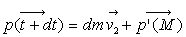 p(t+dt) = dmv₂ + p'(M)